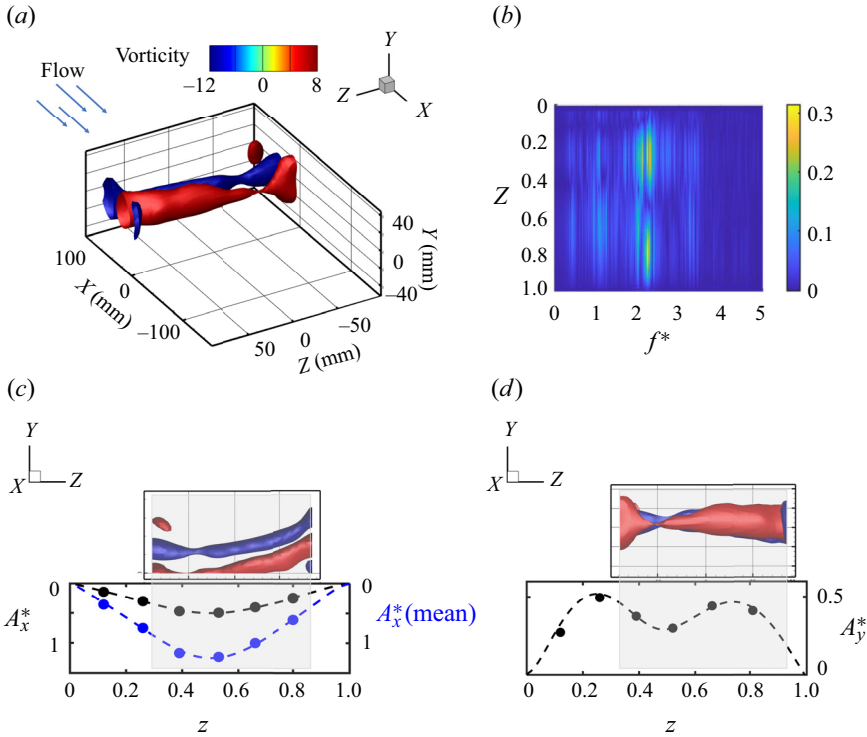 (a)
Vorticity
–12 0 8
Flow
Y
Z
X
40
0
–40
Y (mm)
100
0
–100
X (mm)
50
0
–50
Z (mm)
(b)
0
0.2
0.4
0.6
0.8
1.0
Z
0 1 2 3 4 5
f*
0.3
0.2
0.1
0
(c)
Y
X Z
0
1
A*x
0
1
A*x (mean)
0 0.2 0.4 0.6 0.8 1.0
z
(d)
Y
X Z
0.5
0
A*y
0 0.2 0.4 0.6 0.8 1.0
z